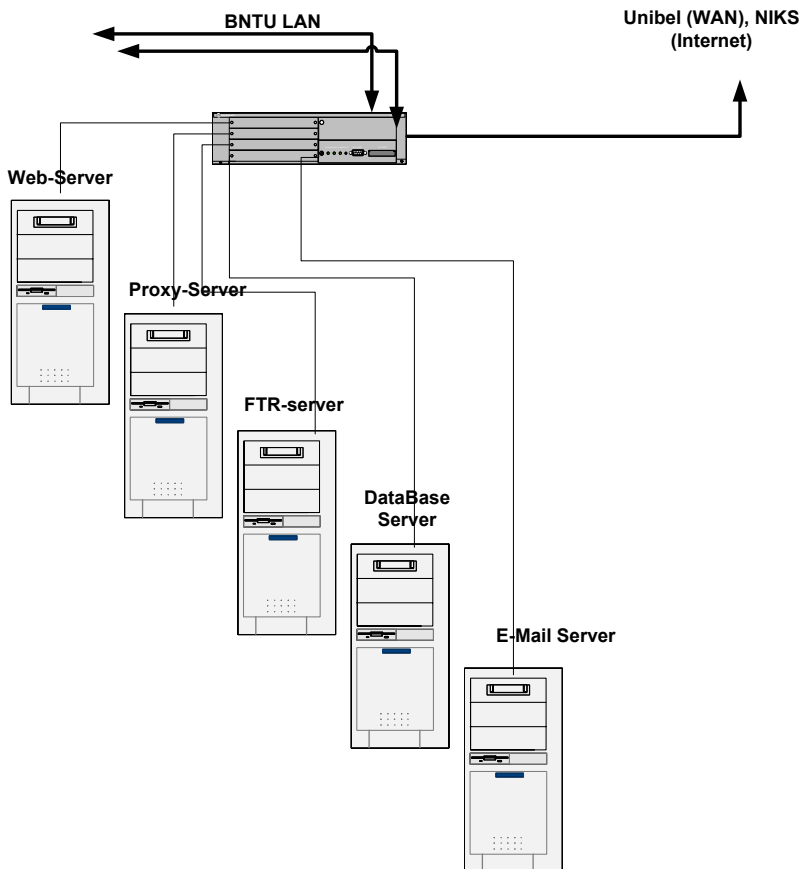 BNTU LAN
Unibel (WAN), NIKS
(Internet)
Web-Server
Proxy-Server
FTR-server
DataBase
Server
E-Mail Server